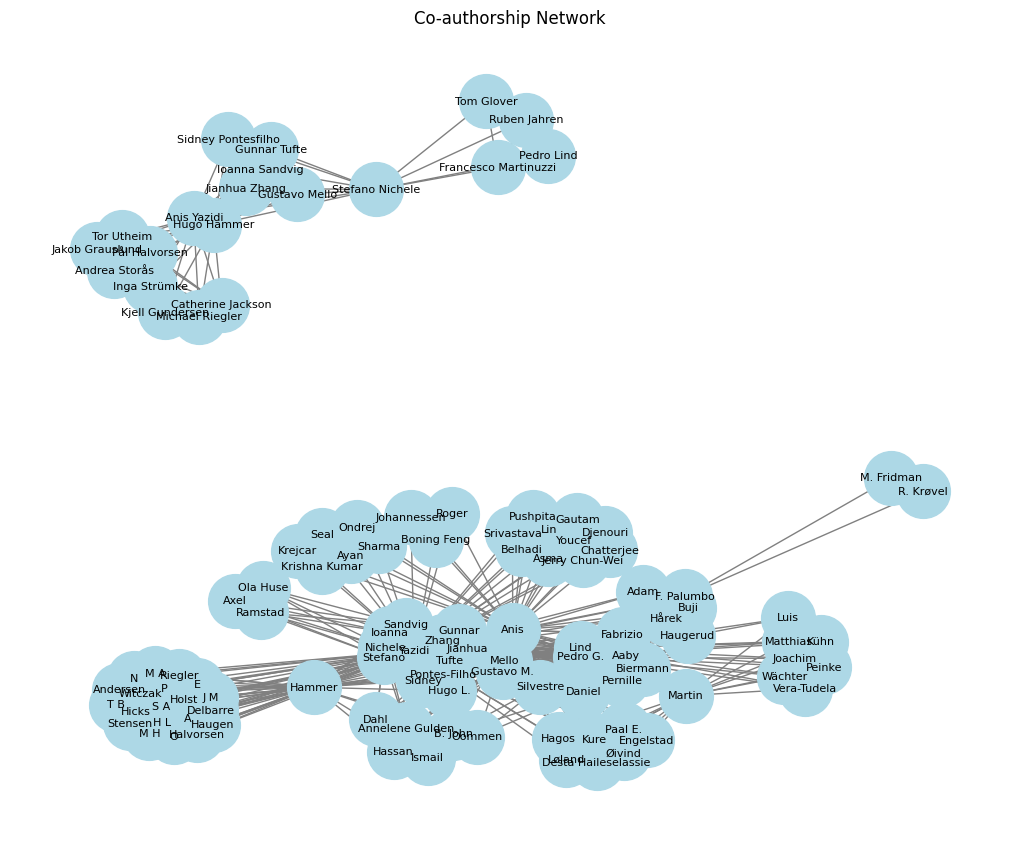 Co-authorship Network
Tom Glover
Ruben Jahren
Sidney Pontesfilho
Gunnar Tufte
Pedro Lind
Francesco Martinuzzi
Ioanna Sandvig
Jianhua Zhang
Gustavo Mello
Stefano Nichele
Anis Yazidi
Hugo Hammer
Tor Utheim
Jakob Grauslund
Pål Halvorsen
Andrea Storås
Inga Strümke
Catherine Jackson
Kjell Gundersen
Michael Riegler
M. Fridman
R. Krøvel
Johannessen
Roger
Pushpita
Gautam
Ondrej
Seal
Lin
Srivastava
Djenouri
Boning Feng
Youcef
Sharma
Krejcar
Belhadi
Chatterjee
Ayan
Asma
Jerry Chun-Wei
Krishna Kumar
Ola Huse
Adam
F. Palumbo
Axel
Buji
Ramstad
Hårek
Luis
Sandvig
Gunnar
Anis
Ioanna
Fabrizio
Haugerud
Zhang
Matthias
Kühn
Nichele
Yazidi
Jianhua
Lind
Stefano
Tufte
Mello
Pedro G.
Aaby
Joachim
Peinke
Biermann
Pontes-Filho
Gustavo M.
Wächter
Sidney
Pernille
Hammer
Hugo L.
Silvestre
Daniel
Martin
Vera-Tudela
M A
Riegler
N
E
P
Andersen
Witczak
J M
Holst
T B
S A
Hicks
Delbarre
A
Stensen
H L
Haugen
M H
O
Halvorsen
Dahl
Annelene Gulden
B. John
Oommen
Hassan
Ismail
Hagos
Kure
Paal E.
Engelstad
Øivind
Løland
Desta Haileselassie